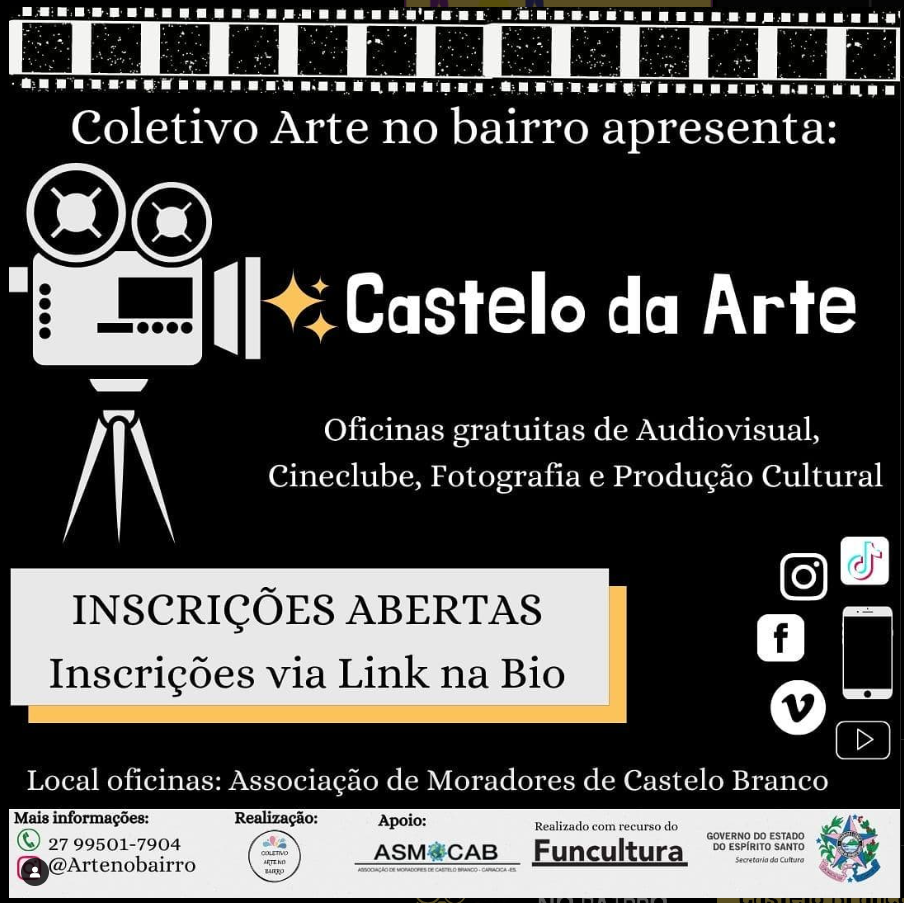 Coletivo Arte no bairro apresenta:
Castelo da Arte
Oficinas gratuitas de Audiovisual,
Cineclube, Fotografia e Produção Cultural
INSCRIÇÕES ABERTAS
Inscrições via Link na Bio
Local oficinas: Associação de Moradores de Castelo Branco
Mais informações:
27 99501-7904
@Artenobairro
Realização:
COLETIVO
ARTE NO
BAIRRO
Apoio:
ASMOCAB
ASSOCIAÇÃO DE MORADORES DE CASTELO BRANCO - CARIACICA -ES.
Realizado com recurso do
Funcultura
GOVERNO DO ESTADO
DO ESPÍRITO SANTO
Secretaria da Cultura